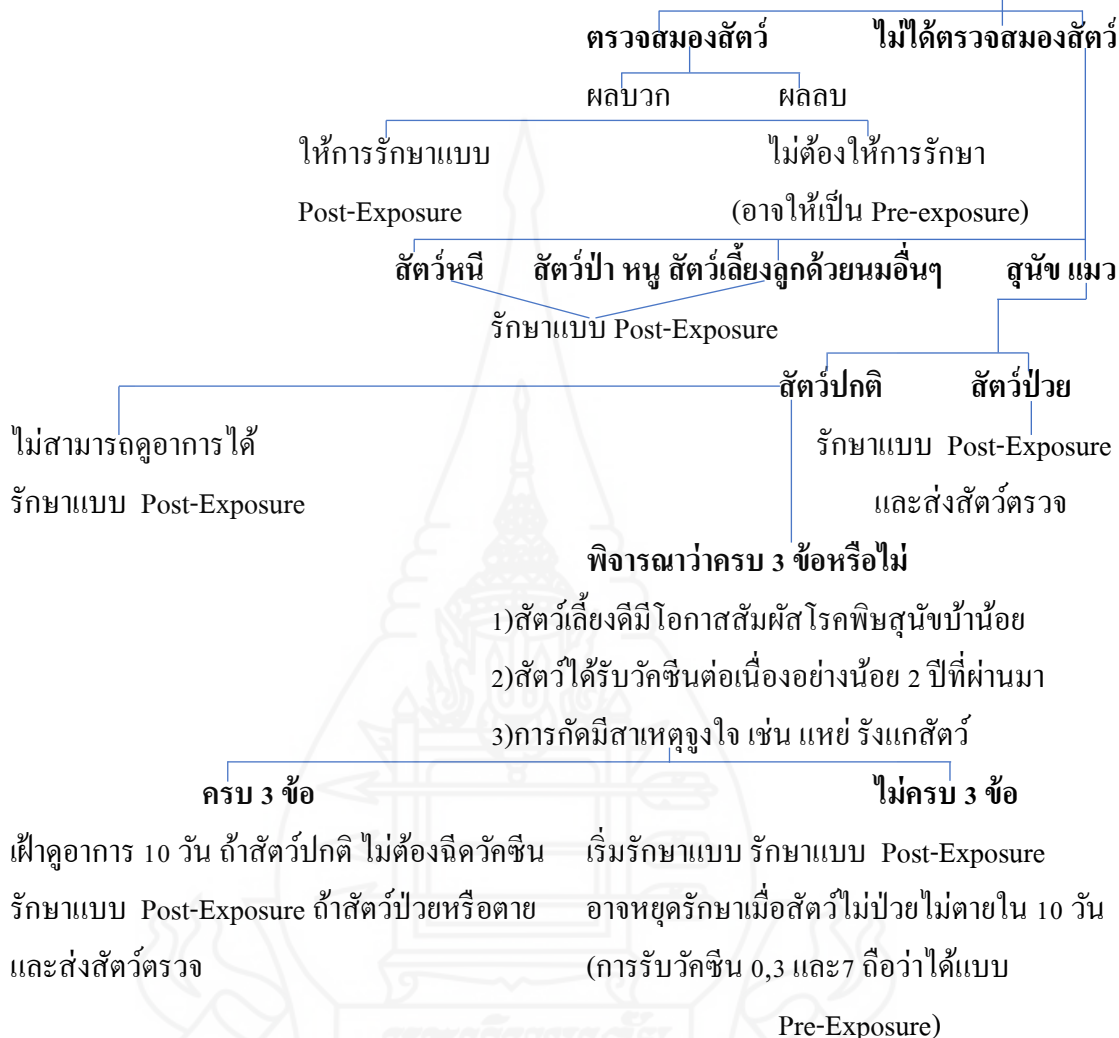 ตรวจสมองสัตว์ ไม่ได้ตรวจสมองสัตว์
ผลบวก ผลลบ
ให้การรักษาแบบ ไม่ต้องให้การรักษา
Post-Exposure (อาจให้เป็น Pre-exposure)
สัตว์หนี สัตว์ป่า หนู สัตว์เลี้ยงลูกด้วยนมอื่นๆ สุนัข แมว
รักษาแบบ Post-Exposure
สัตว์ปกติ สัตว์ป่วย
ไม่สามารถดูอาการได้ รักษาแบบ Post-Exposure
รักษาแบบ Post-Exposure และส่งสัตว์ตรวจ
พิจารณาว่าครบ 3 ข้อหรือไม่
1)สัตว์เลี้ยงดีมีโอกาสสัมผัสโรคพิษสุนัขบ้าน้อย
2)สัตว์ได้รับวัคซีนต่อเนื่องอย่างน้อย 2 ปีที่ผ่านมา
3)การกัดมีสาเหตุจูงใจ เช่น แหย่ รังแกสัตว์
ครบ 3 ข้อ ไม่ครบ 3 ข้อ
เฝ้าดูอาการ 10 วัน ถ้าสัตว์ปกติ ไม่ต้องฉีดวัคซีน เริ่มรักษาแบบ รักษาแบบ Post-Exposure
รักษาแบบ Post-Exposure ถ้าสัตว์ป่วยหรือตาย อาจหยุดรักษาเมื่อสัตว์ไม่ป่วยไม่ตายใน 10 วัน
และส่งสัตว์ตรวจ (การรับวัคซีน 0,3 และ7 ถือว่าได้แบบ
Pre-Exposure)